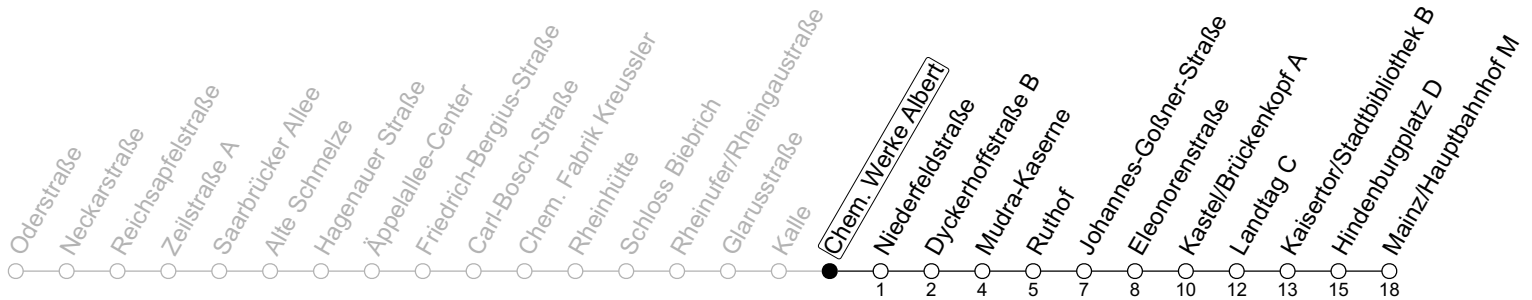 Oderstraße
Neckarstraße
Reichsapfelstraße
Zeilstraße A
Saarbrücker Allee
Alte Schmelze
Hagenauer Straße
Äppelallee-Center
Friedrich-Bergius-Straße
Carl-Bosch-Straße
Chem. Fabrik Kreussler
Rheinhütte
Schloss Biebrich
Rheinufer/Rheingaustraße
Glarusstraße
Kalle
Chem. Werke Albert
Niederfeldstraße
Dyckerhoffstraße B
Mudra-Kaserne
Ruthof
Johannes-Goßner-Straße
Eleonorenstraße
Kastel/Brückenkopf A
Landtag C
Kaisertor/Stadtbibliothek B
Hindenburgplatz D
Mainz/Hauptbahnhof M
1 2 4 5 7 8 10 12 13 15 18